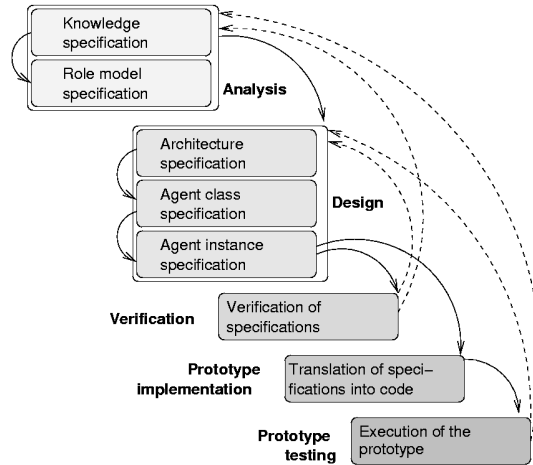 Knowledge
specification
Role model
specification
Analysis
Architecture
specification
Agent class
specification
Design
Agent instance
specification
Verification
Verification of
specifications
Prototype
implementation
Translation of speci–
fications into code
Prototype
testing
Execution of the
prototype